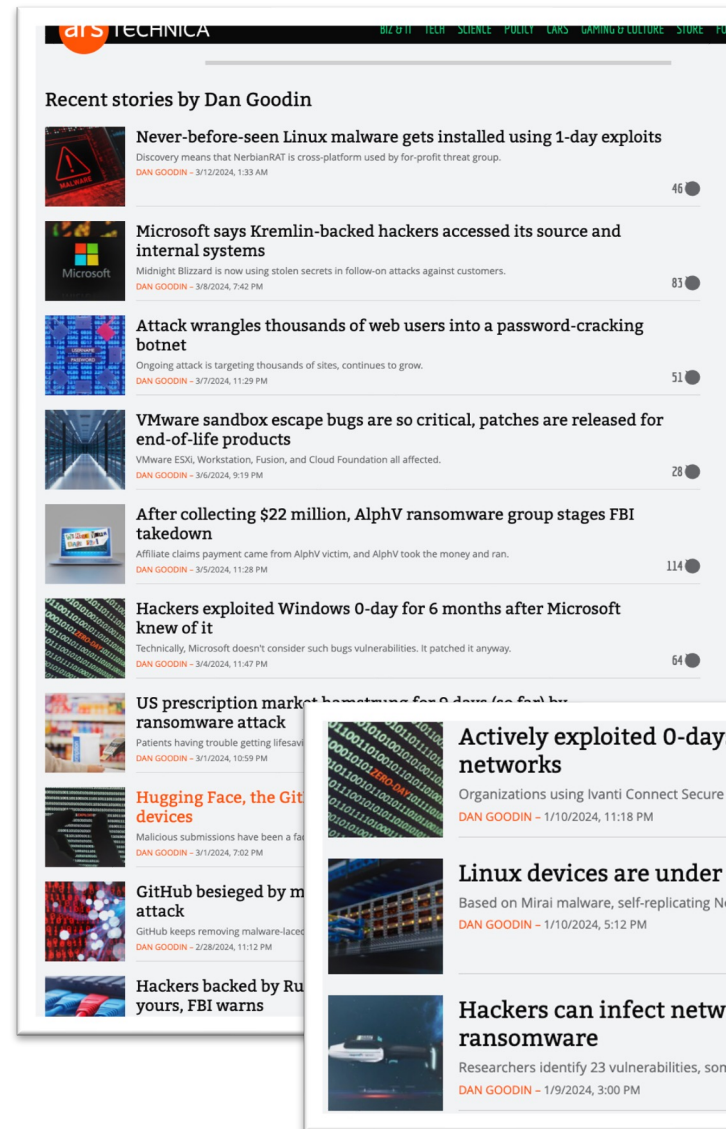 ars TECHNICA
BIZ & IT TECH SCIENCE POLICY CARS GAMING & CULTURE STORE
Recent stories by Dan Goodin
Never-before-seen Linux malware gets installed using 1-day exploits
Discovery means that NerbianRAT is cross-platform used by for-profit threat group.
DAN GOODIN – 3/12/2024, 1:33 AM
46
MALWARE
Microsoft says Kremlin-backed hackers accessed its source and
internal systems
Midnight Blizzard is now using stolen secrets in follow-on attacks against customers.
DAN GOODIN – 3/8/2024, 7:42 PM
83
Microsoft
Attack wrangles thousands of web users into a password-cracking
botnet
Ongoing attack is targeting thousands of sites, continues to grow.
DAN GOODIN – 3/7/2024, 11:29 PM
51
USERNAME
PASSWORD
VMware sandbox escape bugs are so critical, patches are released for
end-of-life products
VMware ESXi, Workstation, Fusion, and Cloud Foundation all affected.
DAN GOODIN – 3/6/2024, 9:19 PM
28
After collecting $22 million, AlphV ransomware group stages FBI
takedown
Affiliate claims payment came from AlphV victim, and AlphV took the money and ran.
DAN GOODIN – 3/5/2024, 11:28 PM
114
Hackers exploited Windows 0-day for 6 months after Microsoft
knew of it
Technically, Microsoft doesn't consider such bugs vulnerabilities. It patched it anyway.
DAN GOODIN – 3/4/2024, 11:47 PM
64
ZERO-DAY
US prescription market hamstrung for 9 days (so far) by
ransomware attack
Patients having trouble getting
DAN GOODIN – 3/1/2024, 10:59 PM
Hugging Face, the
devices
Malicious submissions have been a
DAN GOODIN – 3/1/2024, 7:02 PM
GitHub besieged by
attack
GitHub keeps removing
DAN GOODIN – 2/28/2024, 11:12 PM
Hackers backed by
yours, FBI warns
Actively exploited
networks
Organizations using Ivanti Connect Secure
DAN GOODIN – 1/10/2024, 11:18 PM
ZERO-DAY
Linux devices are under
Based on Mirai malware, self-replicating
DAN GOODIN – 1/10/2024, 5:12 PM
Hackers can infect
ransomware
Researchers identify 23 vulnerabilities,
DAN GOODIN – 1/9/2024, 3:00 PM